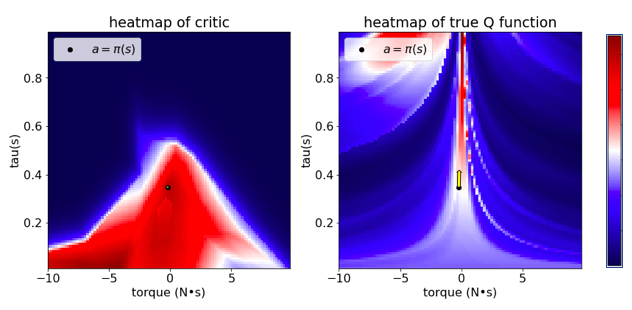 heatmap of critic
a = π(s)
tau(s)
0.8
0.6
0.4
0.2
−10
−5
0
5
torque (N•s)
heatmap of true Q function
a = π(s)
tau(s)
0.8
0.6
0.4
0.2
−10
−5
0
5
torque (N•s)